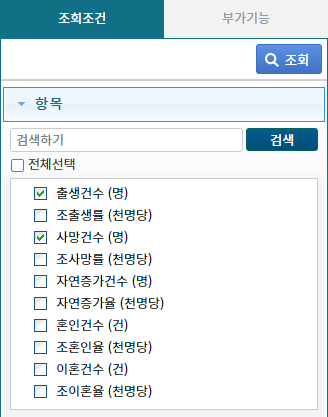 조회조건 부가기능
조회
항목
검색하기 검색
전체선택
출생건수 (명)
조출생률 (천명당)
사망건수 (명)
조사망률 (천명당)
자연증가건수 (명)
자연증가율 (천명당)
혼인건수 (건)
조혼인율 (천명당)
이혼건수 (건)
조이혼율 (천명당)